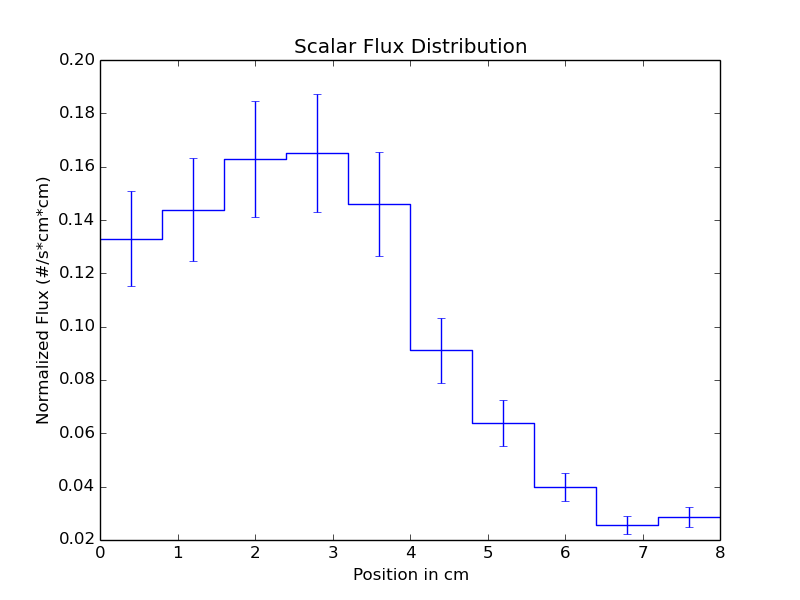 Scalar Flux Distribution
Normalized Flux (#/s*cm*cm)
0.20
0.18
0.16
0.14
0.12
0.10
0.08
0.06
0.04
0.02
0 1 2 3 4 5 6 7 8
Position in cm